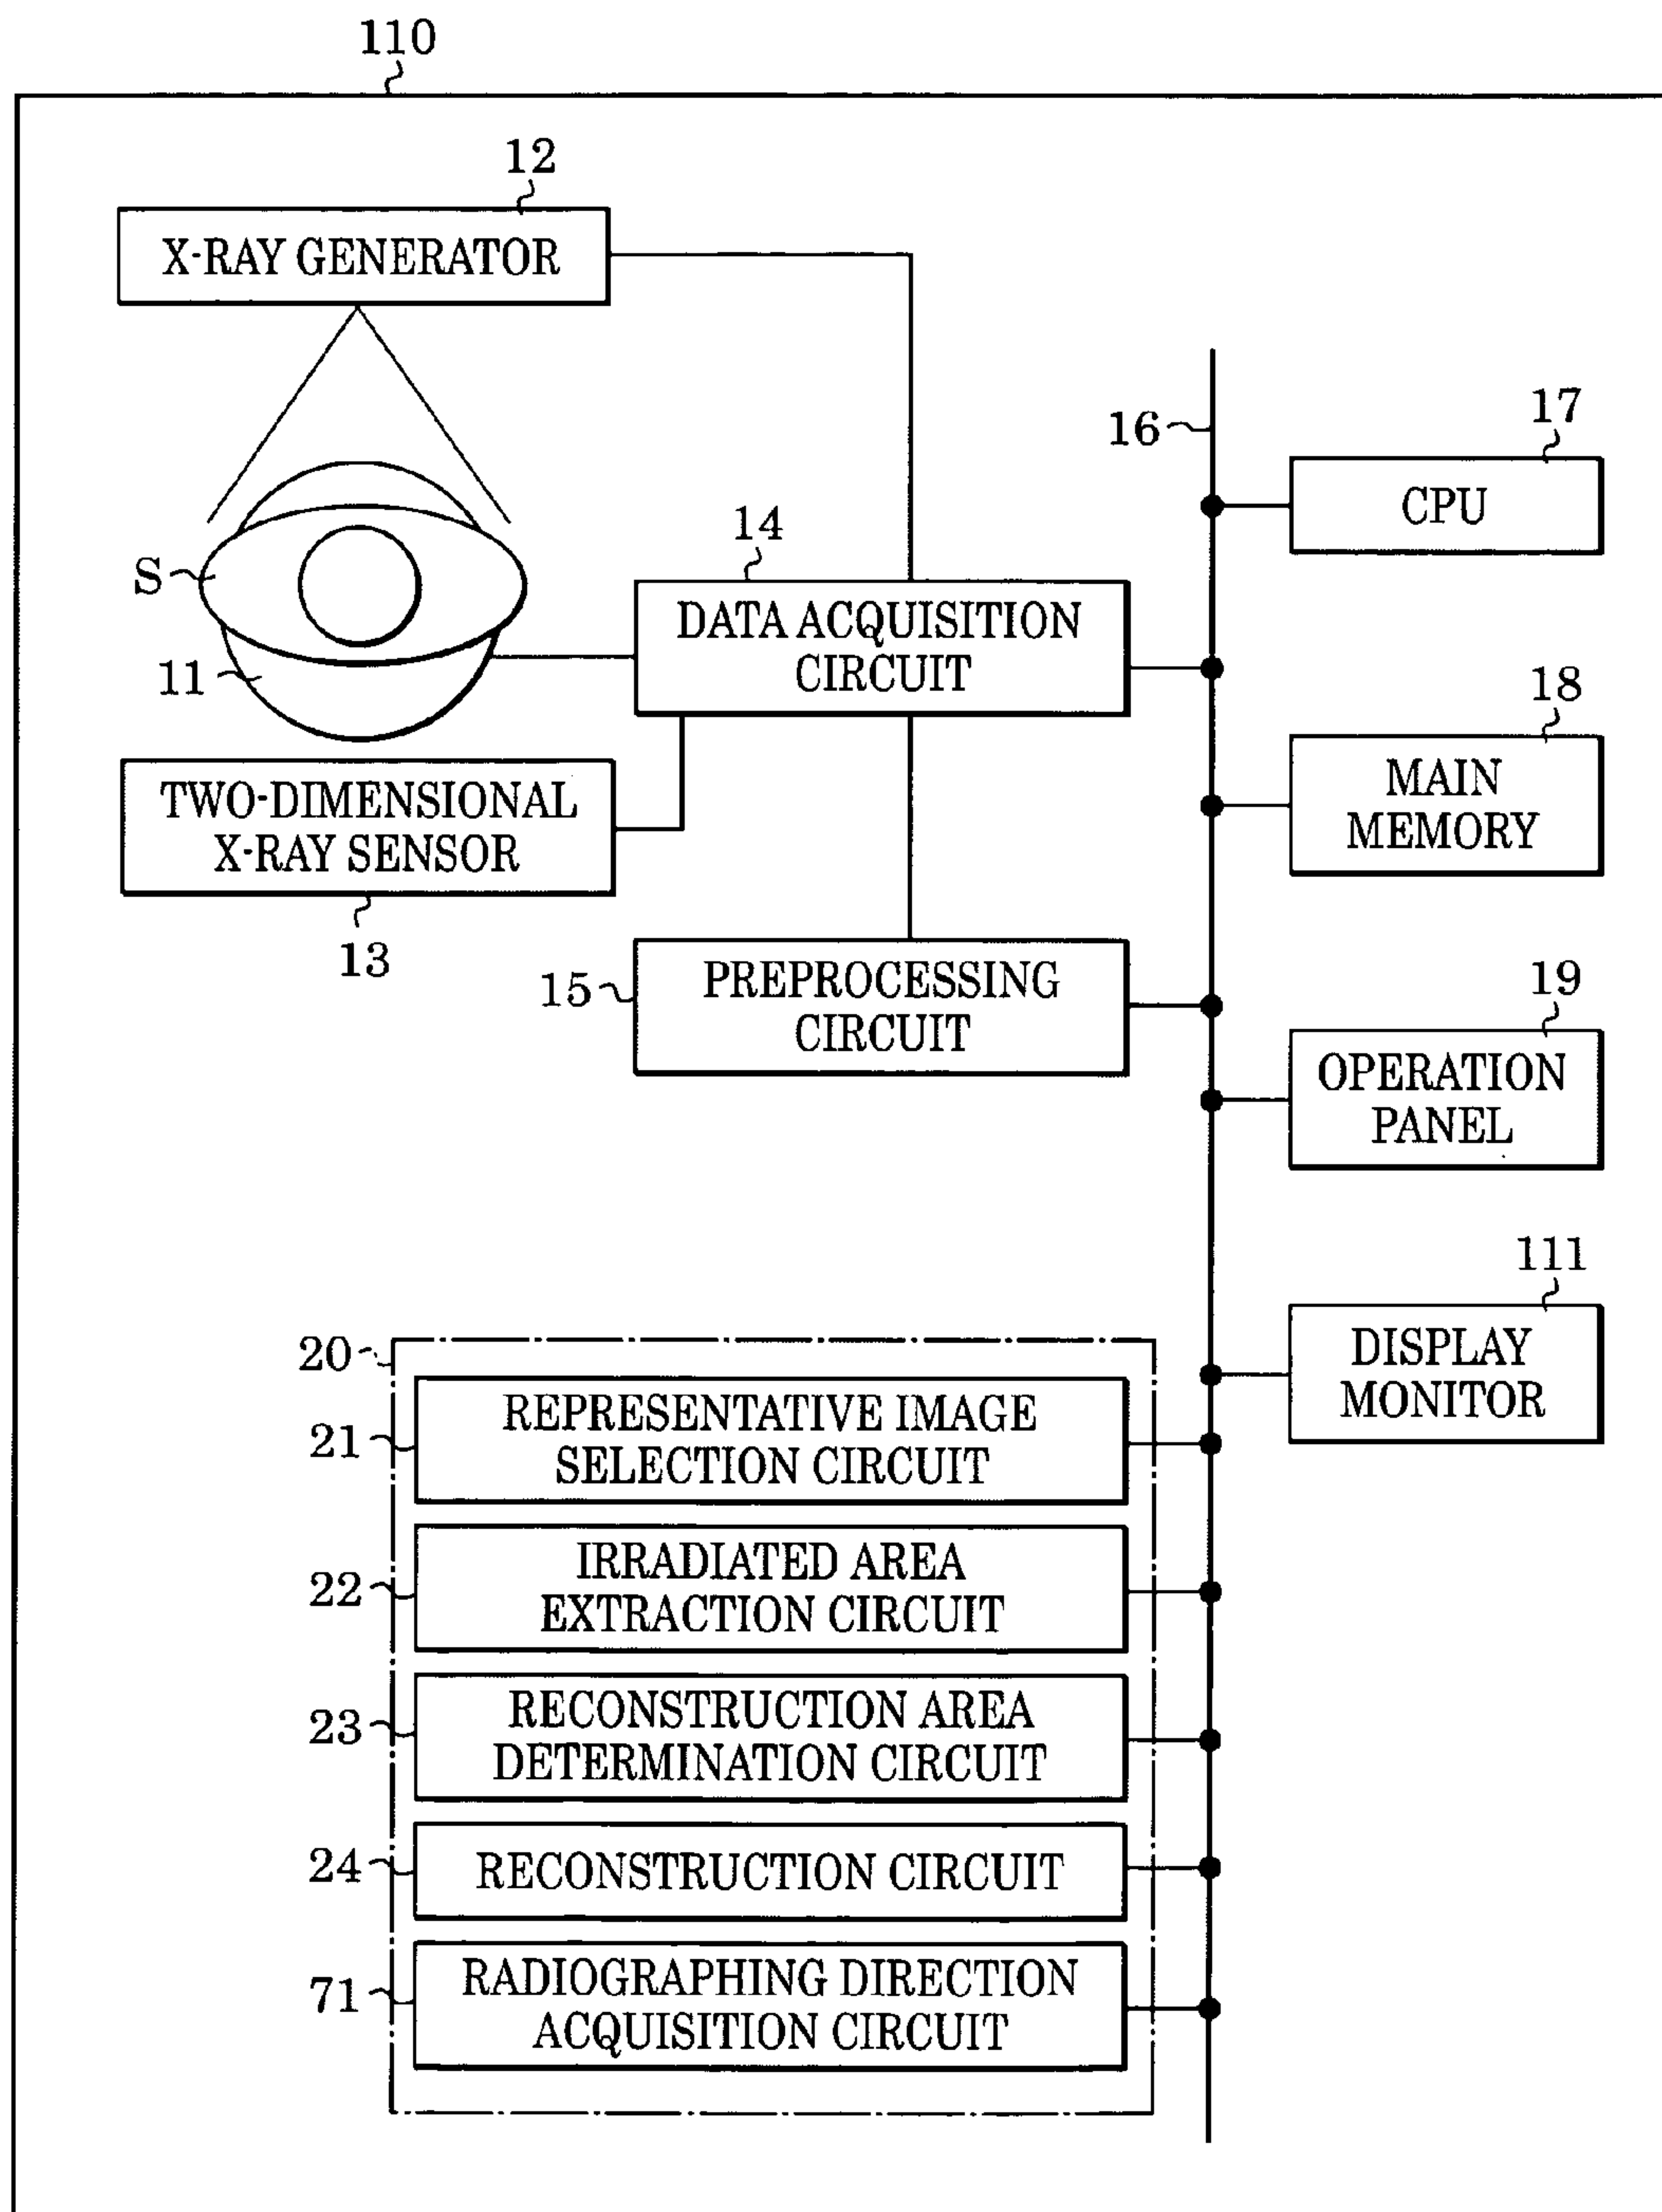 110
12
X-RAY GENERATOR
16
17
CPU
S
11
14
DATA ACQUISITION
CIRCUIT
18
MAIN
MEMORY
TWO-DIMENSIONAL
X-RAY SENSOR
13
15
PREPROCESSING
CIRCUIT
19
OPERATION
PANEL
111
DISPLAY
MONITOR
20
21
REPRESENTATIVE IMAGE
SELECTION CIRCUIT
22
IRRADIATED AREA
EXTRACTION CIRCUIT
23
RECONSTRUCTION AREA
DETERMINATION CIRCUIT
24
RECONSTRUCTION CIRCUIT
71
RADIOGRAPHING DIRECTION
ACQUISITION CIRCUIT